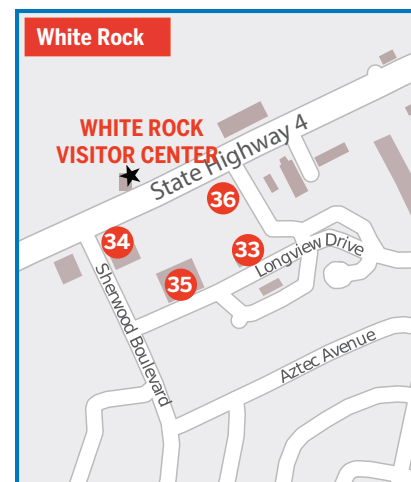 White Rock
WHITE ROCK
VISITOR CENTER
State Highway 4
36
34
33
Longview Drive
35
Sherwood Boulevard
Aztec Avenue